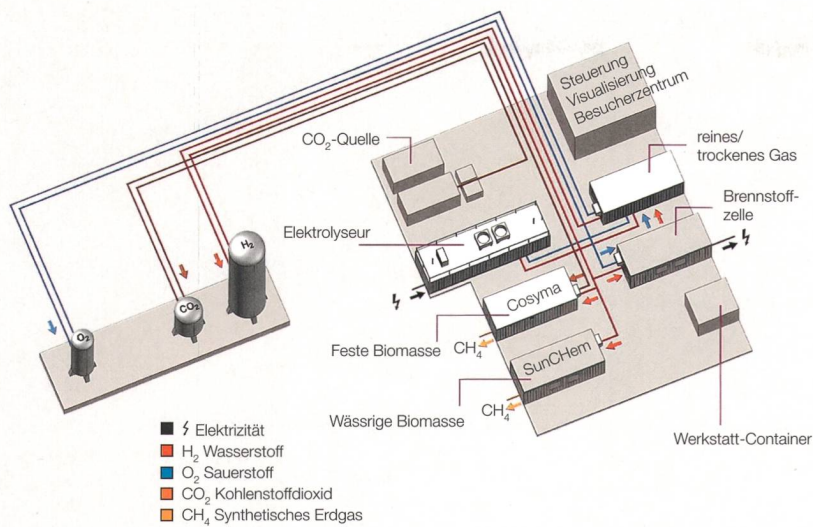 Steuerung
Visualisierung
Besucherzentrum
CO₂-Quelle
reines/
trockenes Gas
Brennstoff-
zelle
Elektrolyseur
H₂
CO₂
O₂
Cosyma
Feste Biomasse
CH₄
SunCHem
Wässrige Biomasse
CH₄
Werkstatt-Container
Elektrizität
H₂ Wasserstoff
O₂ Sauerstoff
CO₂ Kohlenstoffdioxid
CH₄ Synthetisches Erdgas